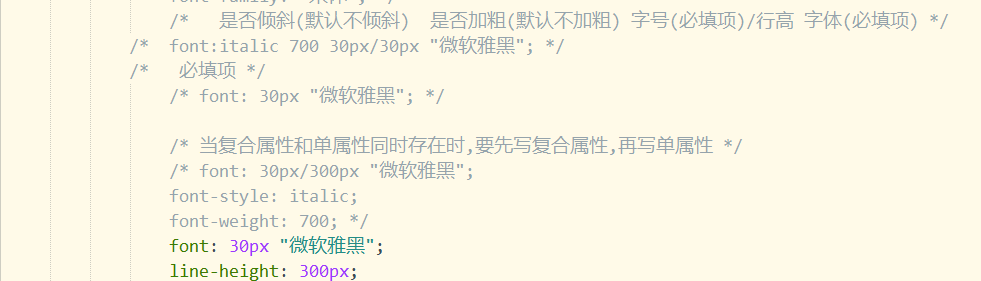 /*   是否倾斜(默认不倾斜)  是否加粗(默认不加粗) 字号(必填项)/行高 字体(必填项) */
/*  font:italic 700 30px/30px "微软雅黑"; */
/*   必填项 */
/* font: 30px "微软雅黑"; */
/* 当复合属性和单属性同时存在时,要先写复合属性,再写单属性 */
/* font: 30px/300px "微软雅黑";
font-style: italic;
font-weight: 700; */
font: 30px "微软雅黑";
line-height: 300px;